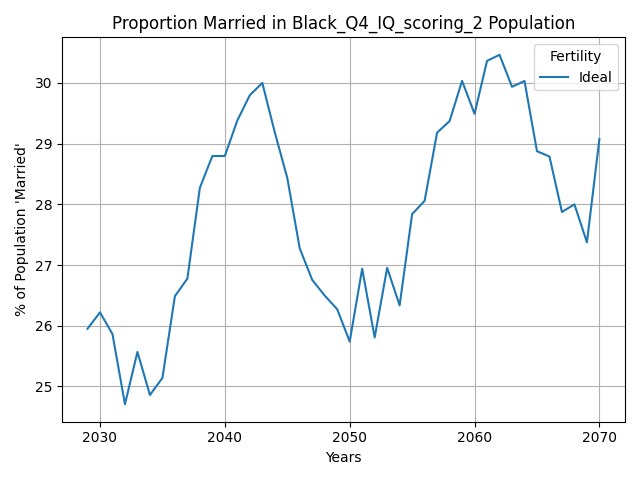 Proportion Married in Black_Q4_IQ_scoring_2 Population
Fertility
Ideal
% of Population 'Married'
30
29
28
27
26
25
2030 2040 2050 2060 2070
Years